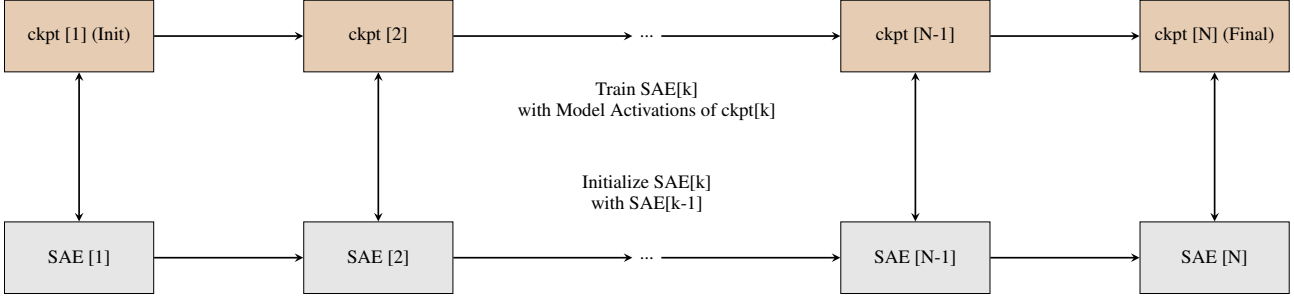 ckpt [1] (Init)
ckpt [2]
...
ckpt [N-1]
ckpt [N] (Final)
Train SAE[k]
with Model Activations of ckpt[k]
Initialize SAE[k]
with SAE[k-1]
SAE [1]
SAE [2]
...
SAE [N-1]
SAE [N]